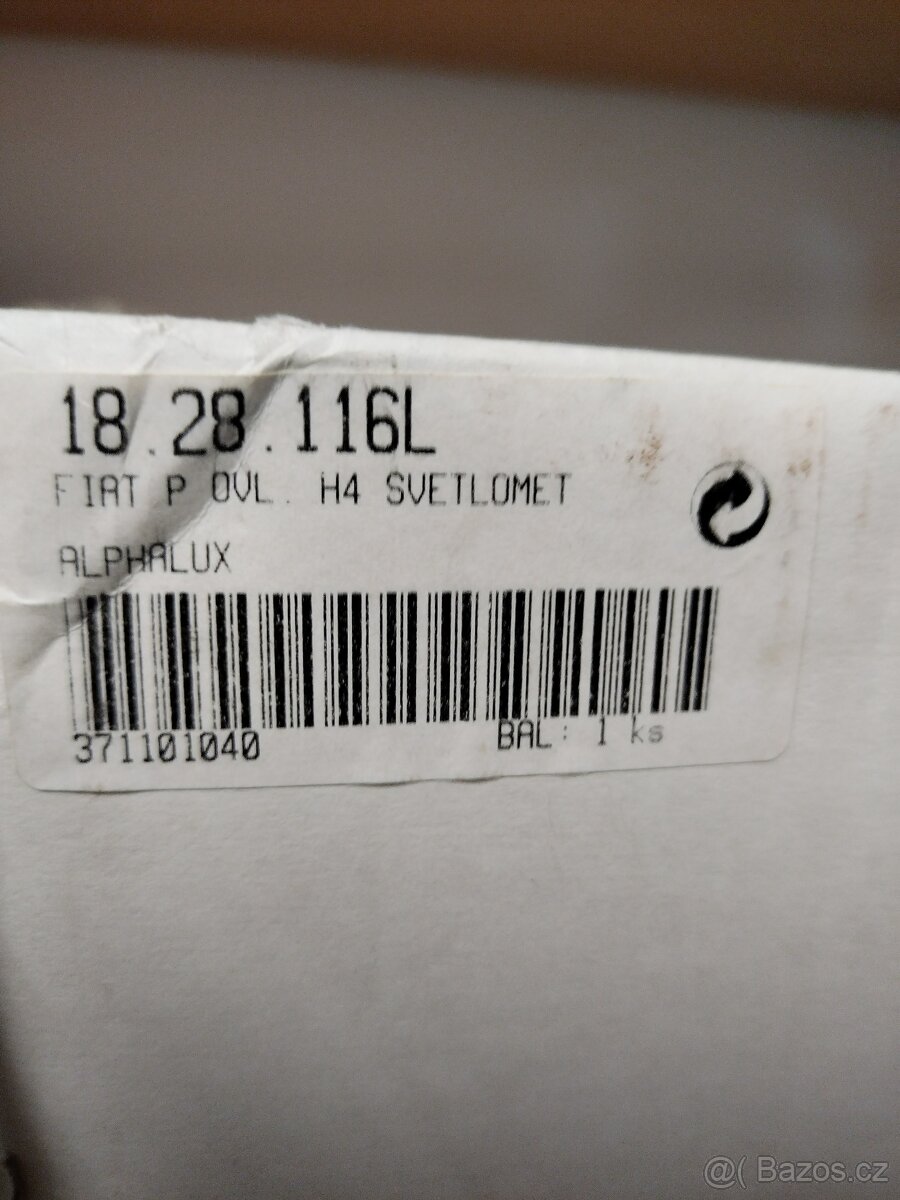 18.28.116L
FIAT P OVL. H4 SVETLOMET
ALPHALUX
371101040 BAL: 1 ks
@( Bazos.cz